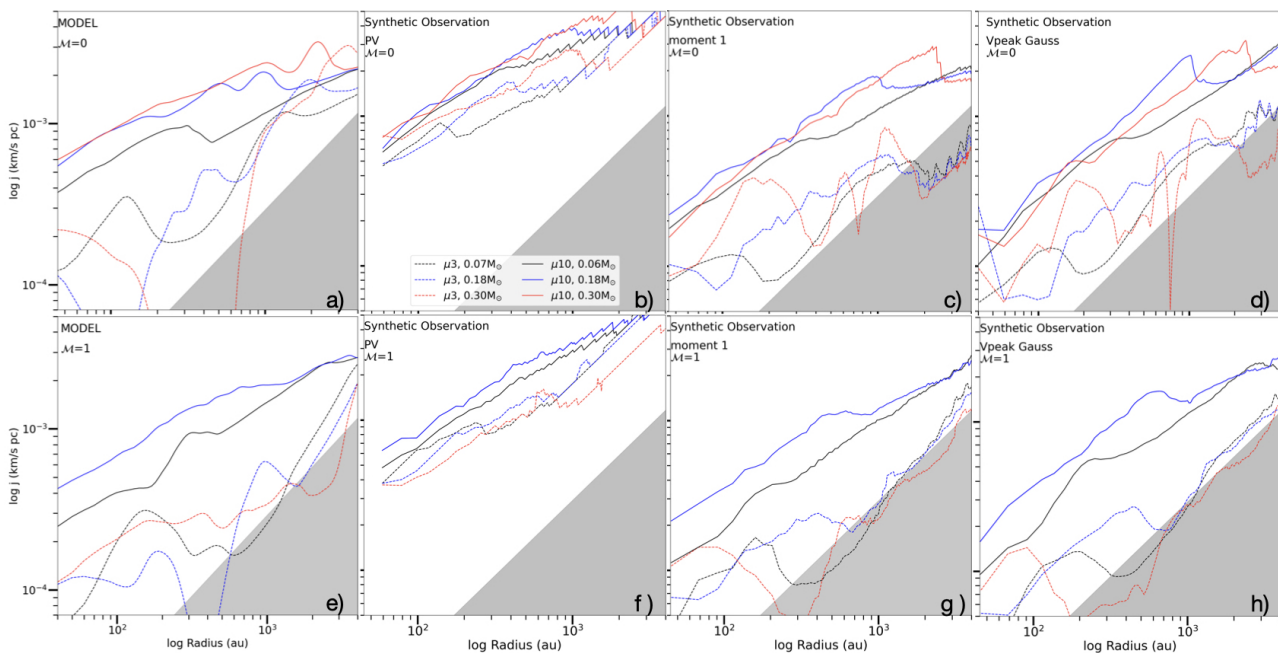 MODEL
𝓜=0
a)
Synthetic Observation
PV
𝓜=0
μ3, 0.07M⊙
μ3, 0.18M⊙
μ3, 0.30M⊙
μ10, 0.06M⊙
μ10, 0.18M⊙
μ10, 0.30M⊙
b)
Synthetic Observation
moment 1
𝓜=0
c)
Synthetic Observation
Vpeak Gauss
𝓜=0
d)
log j (km/s pc)
10⁻³
10⁻⁴
MODEL
𝓜=1
e)
Synthetic Observation
PV
𝓜=1
f )
Synthetic Observation
moment 1
𝓜=1
g )
Synthetic Observation
Vpeak Gauss
𝓜=1
h)
log j (km/s pc)
10⁻³
10⁻⁴
10²
10³
log Radius (au)
10²
10³
log Radius (au)
10²
10³
log Radius (au)
10²
10³
log Radius (au)